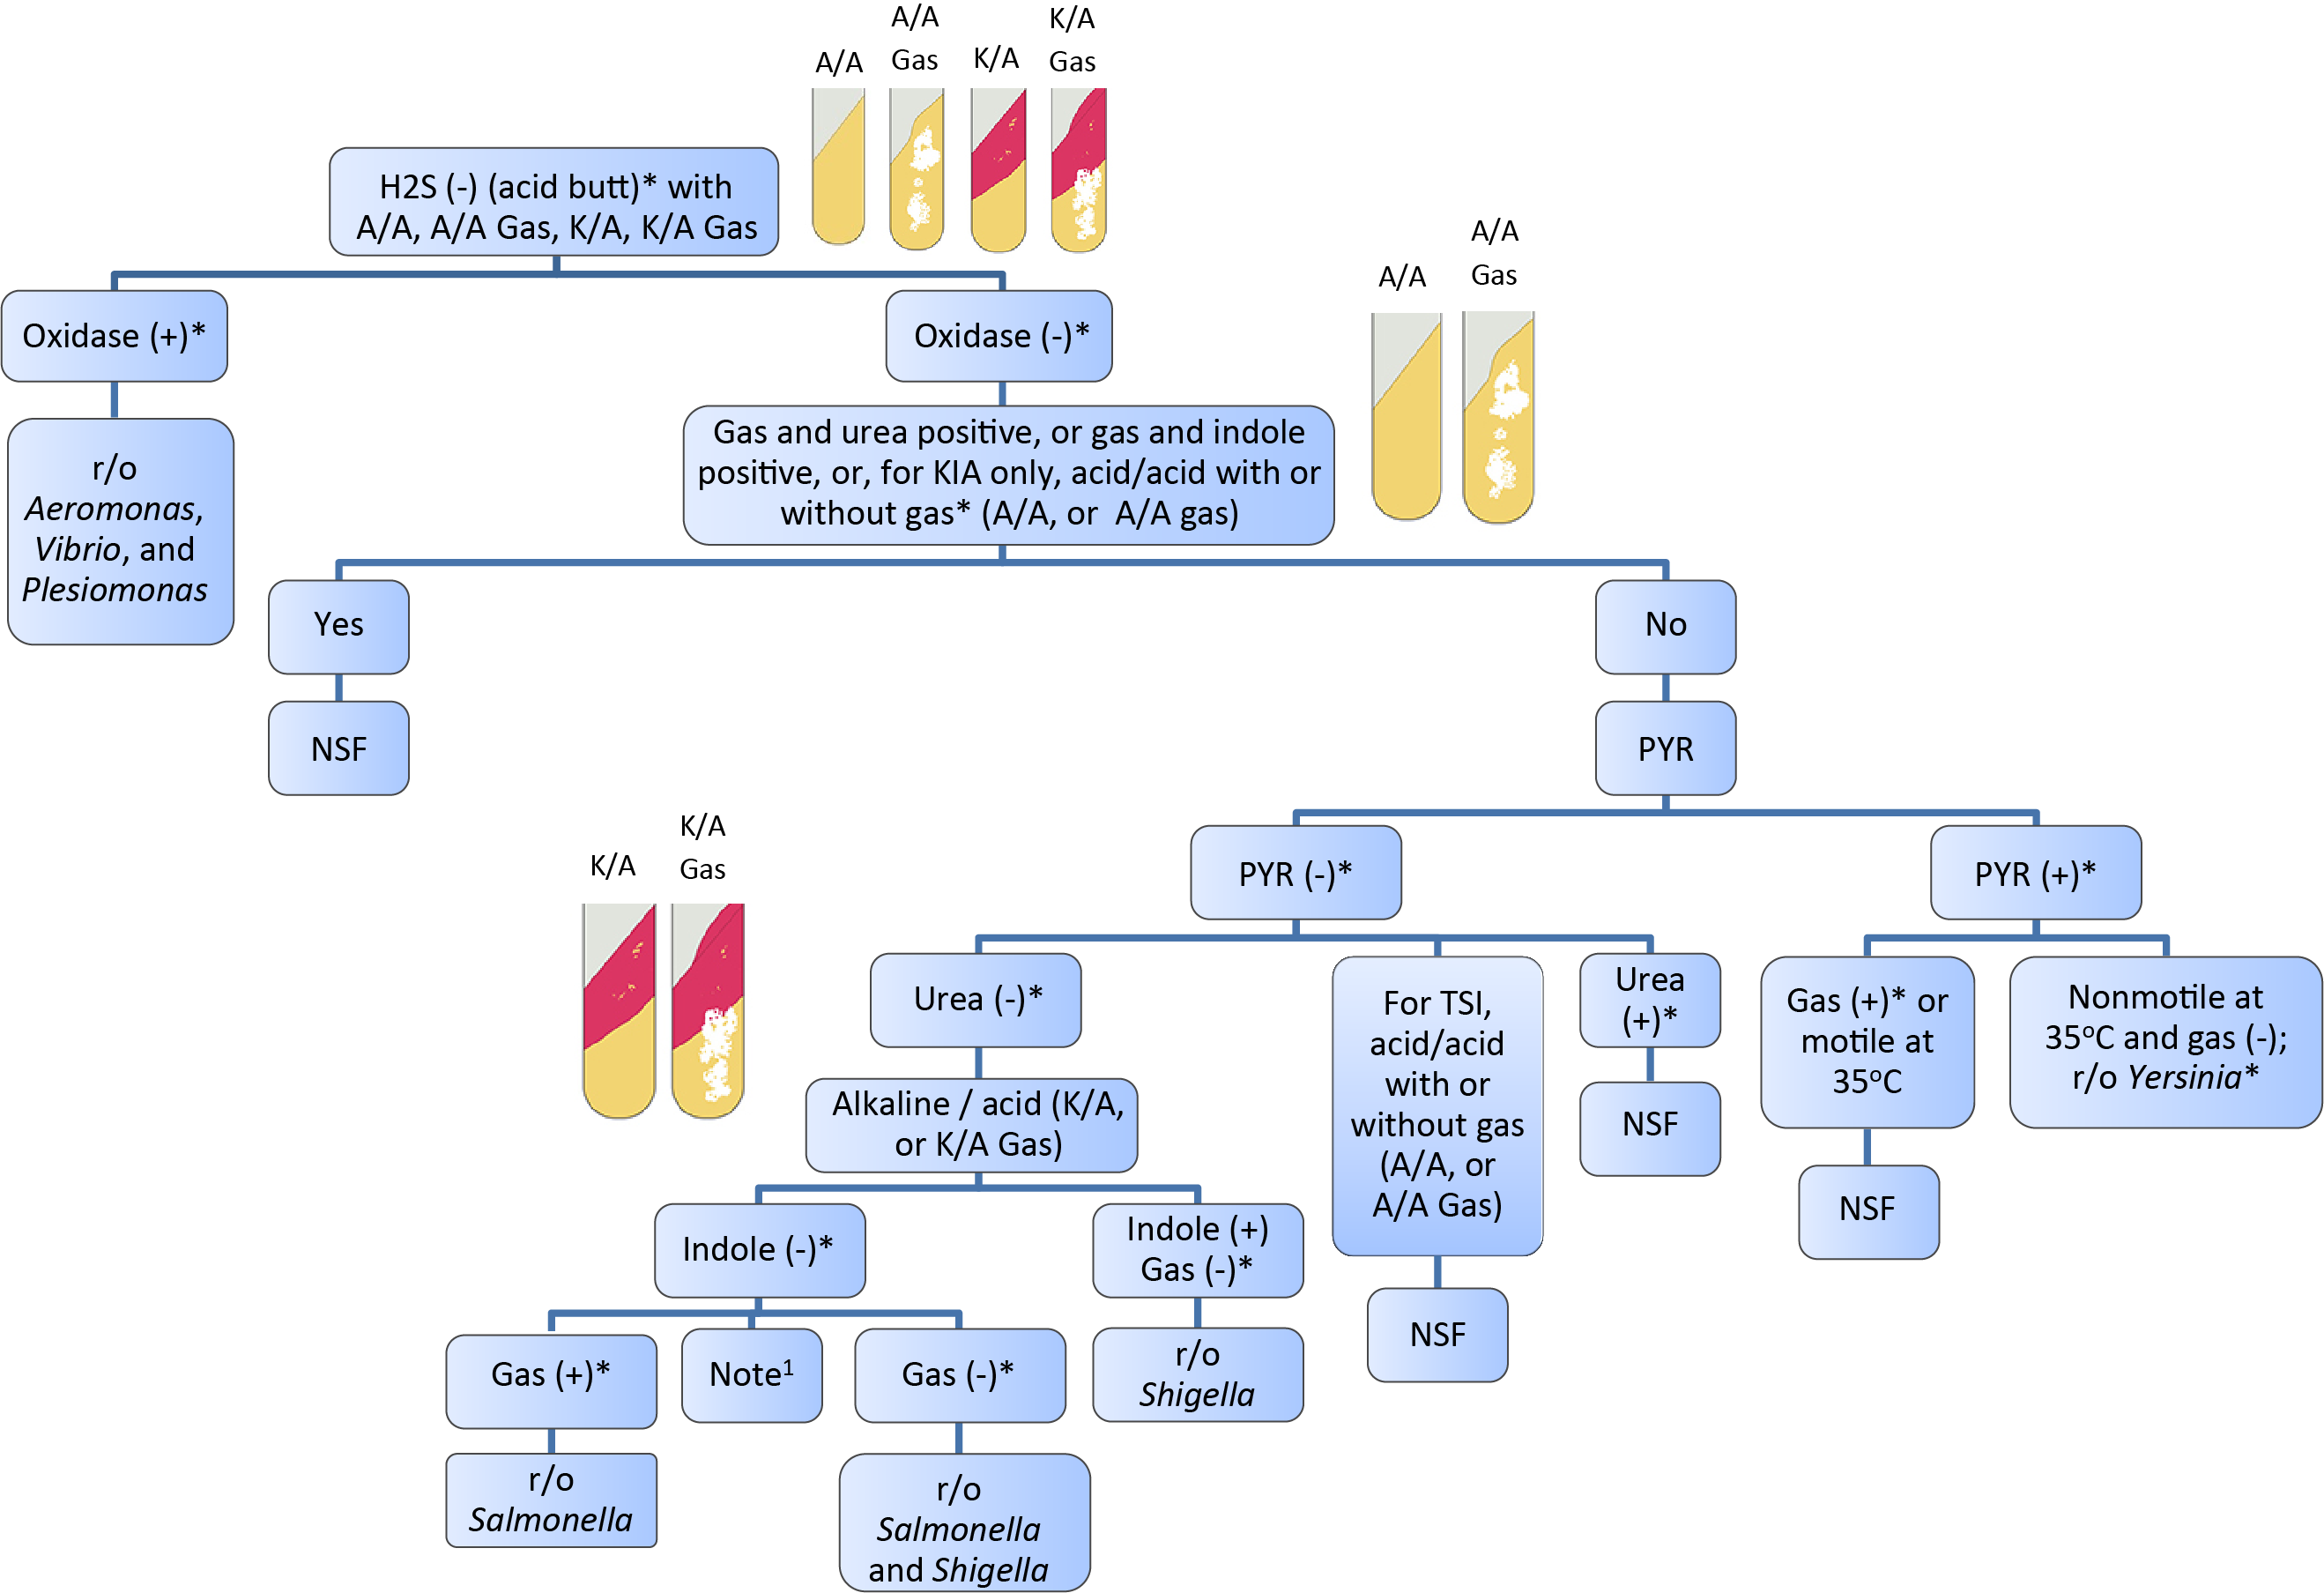 A/A
A/A
Gas
K/A
K/A
Gas
H2S (-) (acid butt)* with
A/A, A/A Gas, K/A, K/A Gas
A/A
A/A
Gas
Oxidase (+)*
Oxidase (-)*
r/o
Aeromonas,
Vibrio, and
Plesiomonas
Gas and urea positive, or gas and indole
positive, or, for KIA only, acid/acid with or
without gas* (A/A, or A/A gas)
Yes
No
NSF
PYR
K/A
K/A
Gas
PYR (-)*
PYR (+)*
Urea (-)*
For TSI,
acid/acid
with or
without gas
(A/A, or
A/A Gas)
Urea
(+)*
Gas (+)* or
motile at
35ºC
Nonmotile at
35ºC and gas (-);
r/o Yersinia*
Alkaline / acid (K/A,
or K/A Gas)
NSF
NSF
Indole (-)*
Indole (+)
Gas (-)*
NSF
Gas (+)*
Note¹
Gas (-)*
r/o
Shigella
r/o
Salmonella
r/o
Salmonella
and Shigella